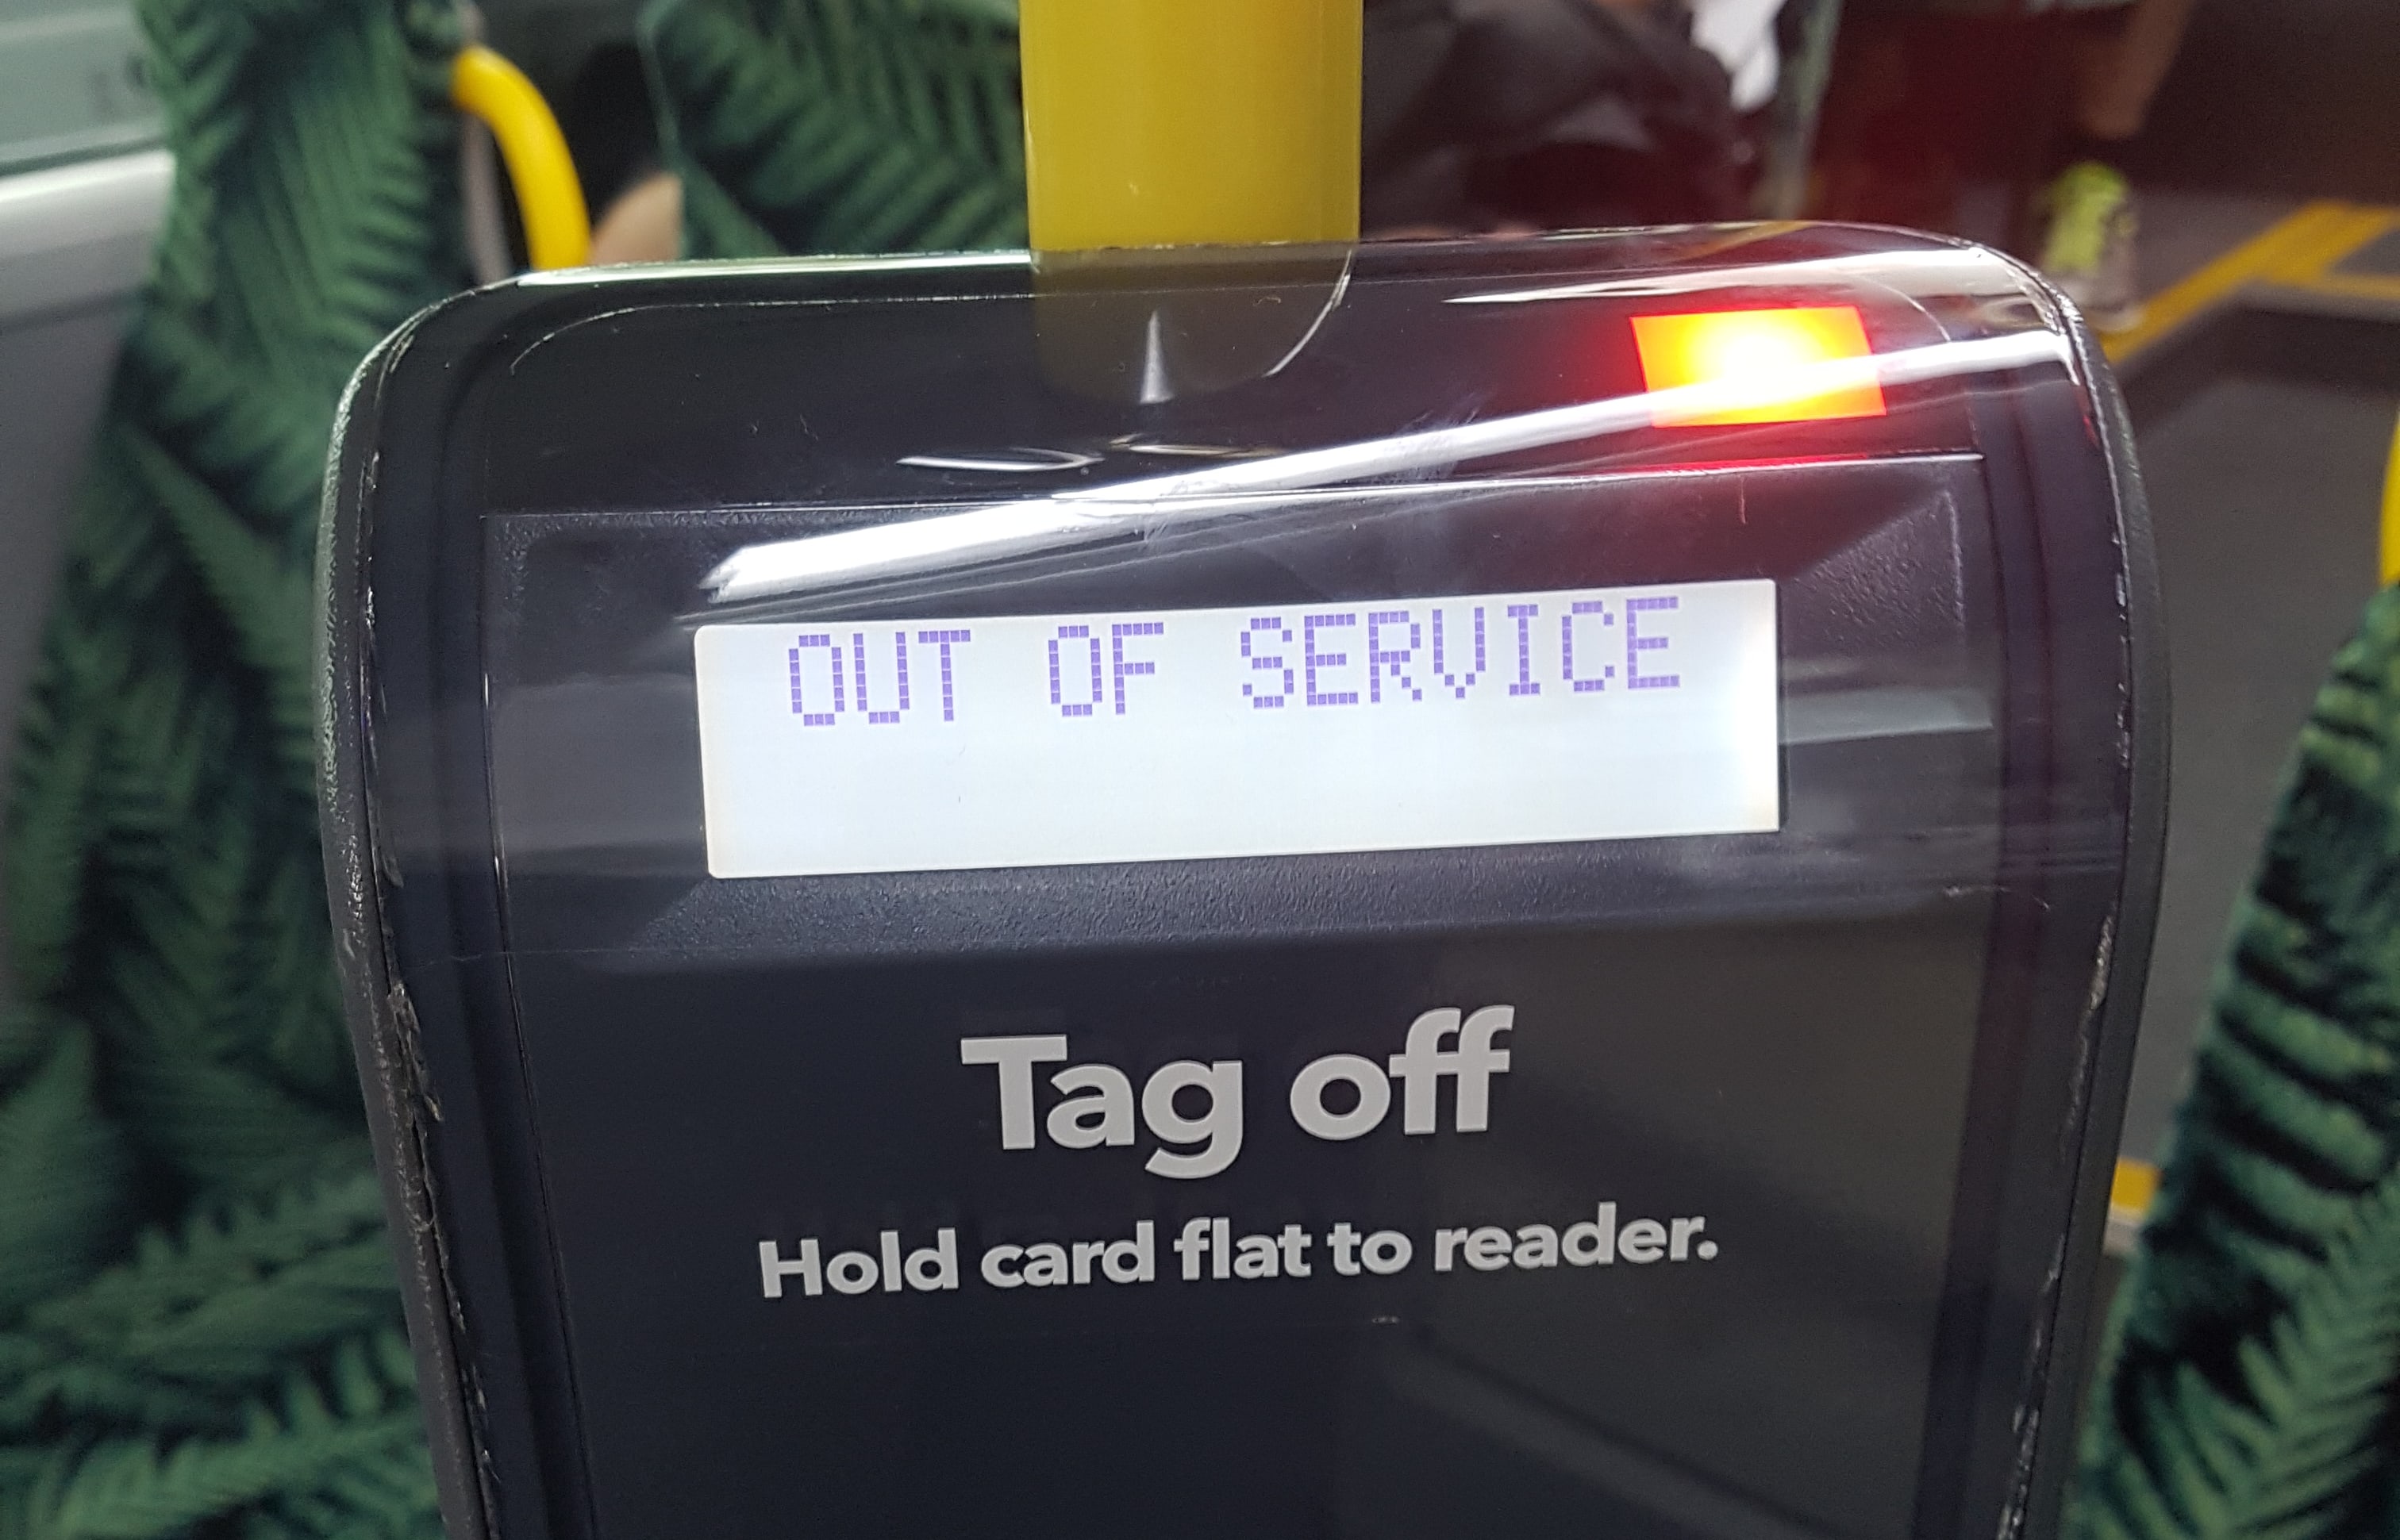 OUT OF SERVICE
Tag off
Hold card flat to reader.